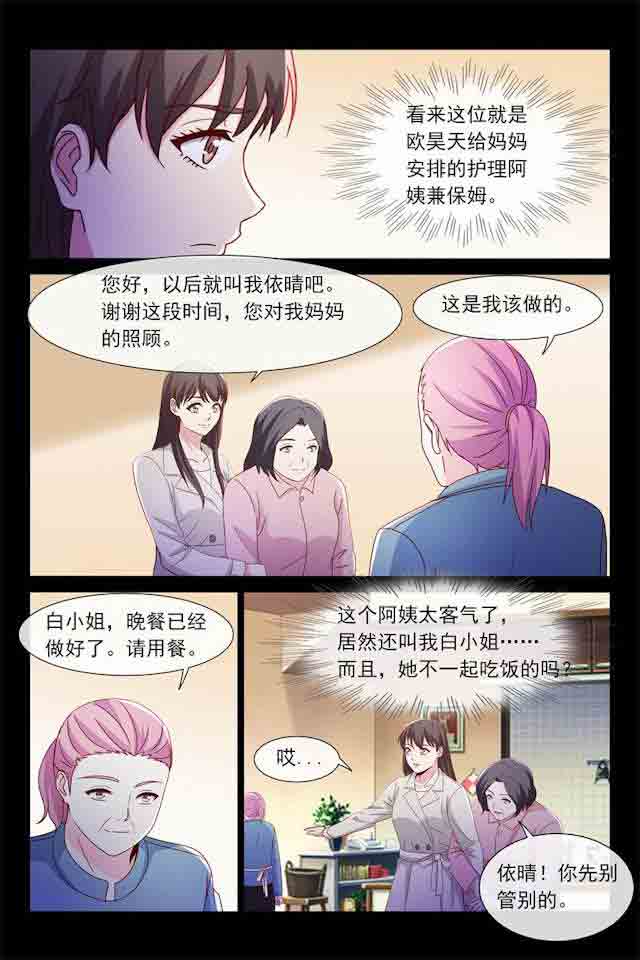 看来这位就是
欧昊天给妈妈
安排的护理阿
姨兼保姆。
您好，以后就叫我依晴吧。
谢谢这段时间，您对我妈妈
的照顾。
这是我该做的。
白小姐，晚餐已经
做好了。请用餐。
这个阿姨太客气了，
居然还叫我白小姐……
而且，她不一起吃饭的吗？
哎...
依晴！你先别
管别的。